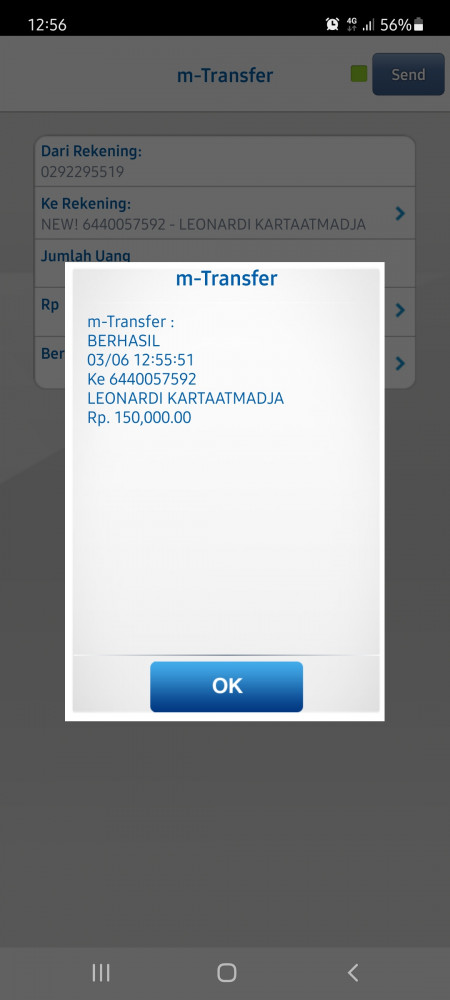 12:56 4G 56%
m-Transfer Send
Dari Rekening:
0292295519
Ke Rekening:
NEW! 6440057592 - LEONARDI KARTAATMADJA
Jumlah Uang
m-Transfer
Rp
Ber
m-Transfer :
BERHASIL
03/06 12:55:51
Ke 6440057592
LEONARDI KARTAATMADJA
Rp. 150,000.00
OK